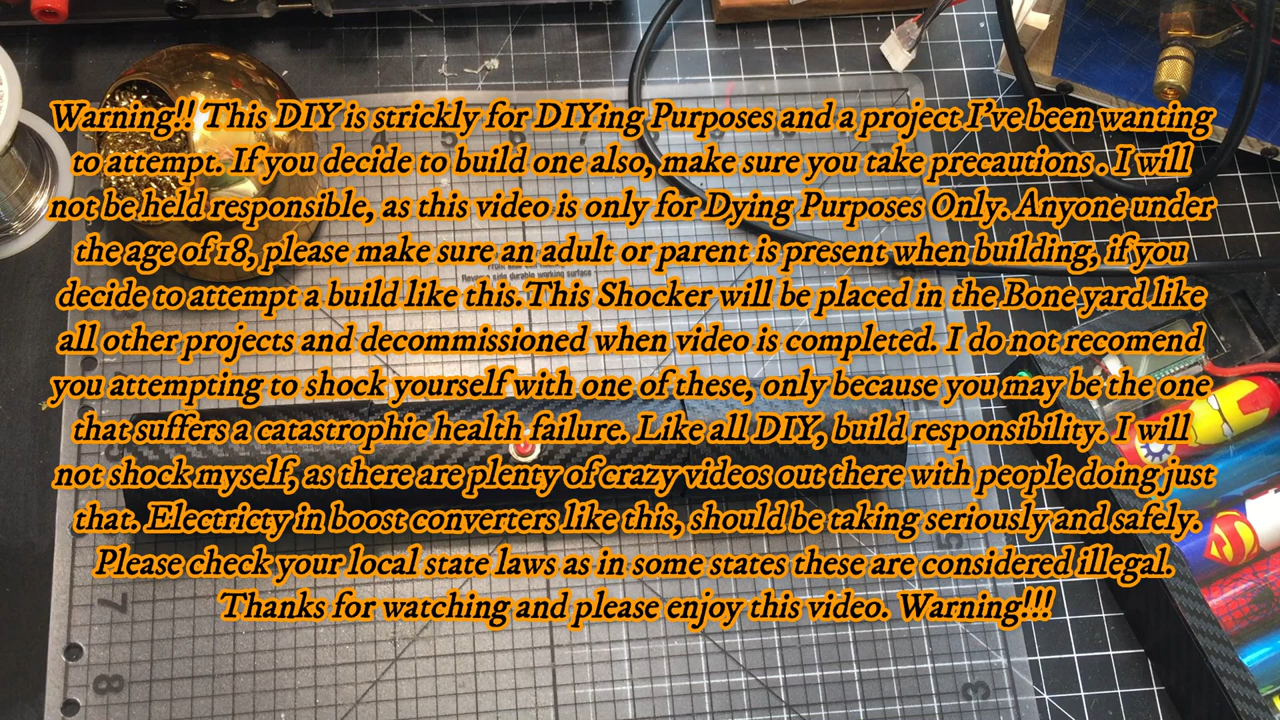 Warning!! This DIY is strickly for DIYing Purposes and a project I've been wanting
to attempt. If you decide to build one also, make sure you take precautions . I will
not be held responsible, as this video is only for Dying Purposes Only. Anyone under
the age of 18, please make sure an adult or parent is present when building, if you
decide to attempt a build like this.This Shocker will be placed in the Bone yard like
all other projects and decommissioned when video is completed. I do not recomend
you attempting to shock yourself with one of these, only because you may be the one
that suffers a catastrophic health failure. Like all DIY, build responsibility. I will
not shock myself, as there are plenty of crazy videos out there with people doing just
that. Electricty in boost converters like this, should be taking seriously and safely.
Please check your local state laws as in some states these are considered illegal.
Thanks for watching and please enjoy this video. Warning!!!
side durable working surface
7
8